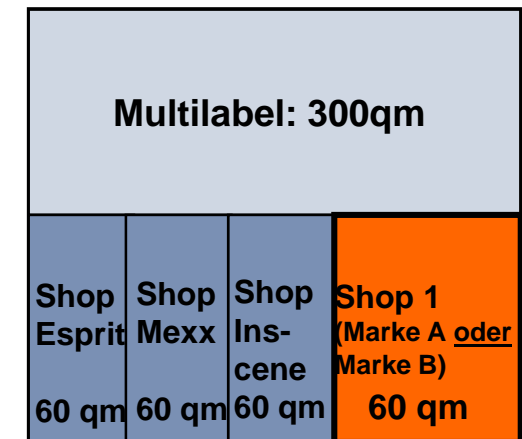 Multilabel: 300qm
Shop
Esprit
60 qm
Shop
Mexx
60 qm
Shop
Ins-
cene
60 qm
Shop 1
(Marke A oder
Marke B)
60 qm